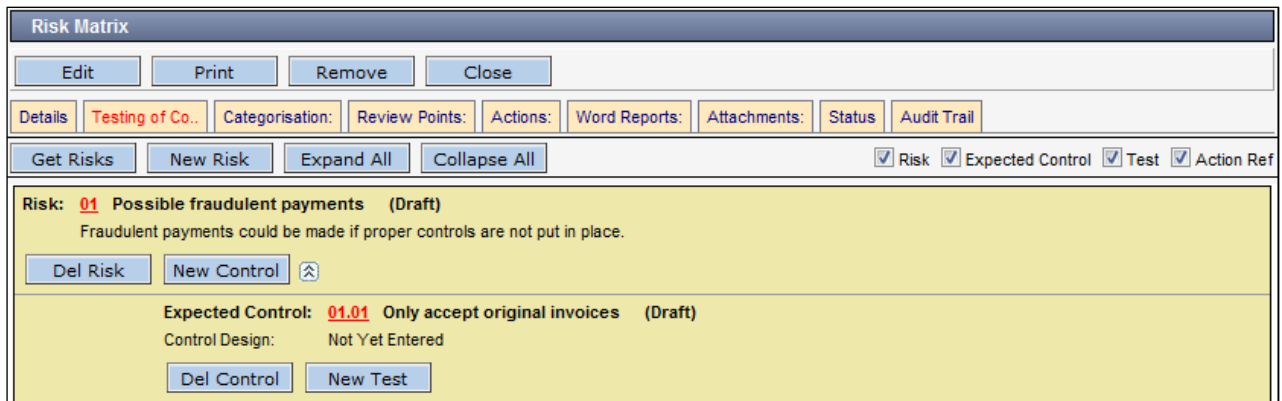 Risk Matrix
Edit Print Remove Close
Details Testing of Co.. Categorisation: Review Points: Actions: Word Reports: Attachments: Status Audit Trail
Get Risks New Risk Expand All Collapse All Risk Expected Control Test Action Ref
Risk: 01 Possible fraudulent payments (Draft)
Fraudulent payments could be made if proper controls are not put in place.
Del Risk New Control
Expected Control: 01.01 Only accept original invoices (Draft)
Control Design: Not Yet Entered
Del Control New Test